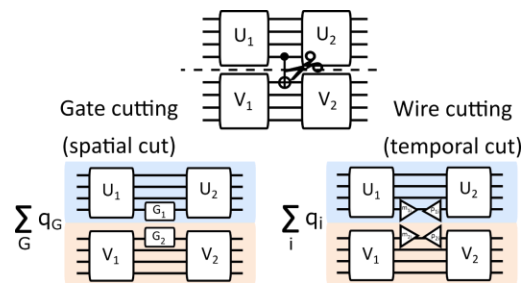 U1 U2
V1 V2
Gate cutting
(spatial cut)
Wire cutting
(temporal cut)
∑ G qG
U1 U2
G1
G2
V1 V2
∑ i qi
U1 U2
V1 V2